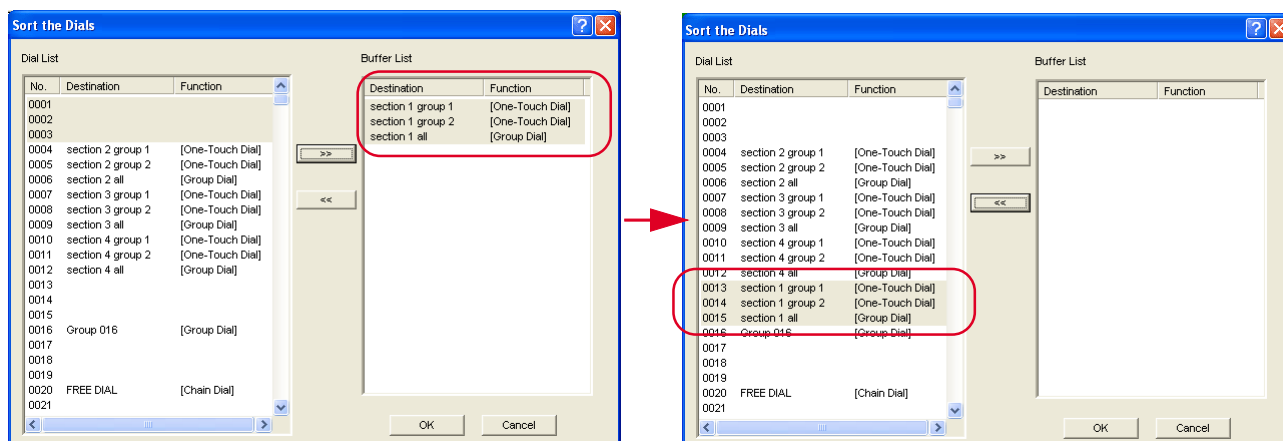 Sort the Dials
Dial List
Buffer List
No. Destination Function
Destination Function
0001
0002
0003
0004 section 2 group 1 [One-Touch Dial]
0005 section 2 group 2 [One-Touch Dial]
0006 section 2 all [Group Dial]
0007 section 3 group 1 [One-Touch Dial]
0008 section 3 group 2 [One-Touch Dial]
0009 section 3 all [Group Dial]
0010 section 4 group 1 [One-Touch Dial]
0011 section 4 group 2 [One-Touch Dial]
0012 section 4 all [Group Dial]
0013
0014
0015
0016 Group 016 [Group Dial]
0017
0018
0019
0020 FREE DIAL [Chain Dial]
0021
>>
<<
section 1 group 1 [One-Touch Dial]
section 1 group 2 [One-Touch Dial]
section 1 all [Group Dial]
OK Cancel
Sort the Dials
Dial List
Buffer List
No. Destination Function
Destination Function
0001
0002
0003
0004 section 2 group 1 [One-Touch Dial]
0005 section 2 group 2 [One-Touch Dial]
0006 section 2 all [Group Dial]
0007 section 3 group 1 [One-Touch Dial]
0008 section 3 group 2 [One-Touch Dial]
0009 section 3 all [Group Dial]
0010 section 4 group 1 [One-Touch Dial]
0011 section 4 group 2 [One-Touch Dial]
0012 section 4 all [Group Dial]
0013 section 1 group 1 [One-Touch Dial]
0014 section 1 group 2 [One-Touch Dial]
0015 section 1 all [Group Dial]
0016 Group 016 [Group Dial]
0017
0018
0019
0020 FREE DIAL [Chain Dial]
0021
>>
<<
OK Cancel